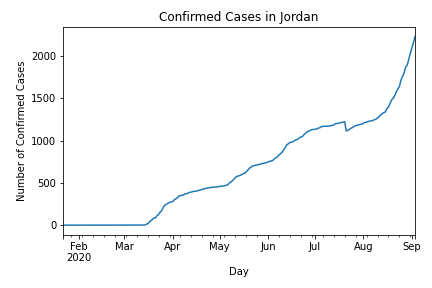 Confirmed Cases in Jordan
Number of Confirmed Cases
2000
1500
1000
500
0
Feb Mar Apr May Jun Jul Aug Sep
2020
Day